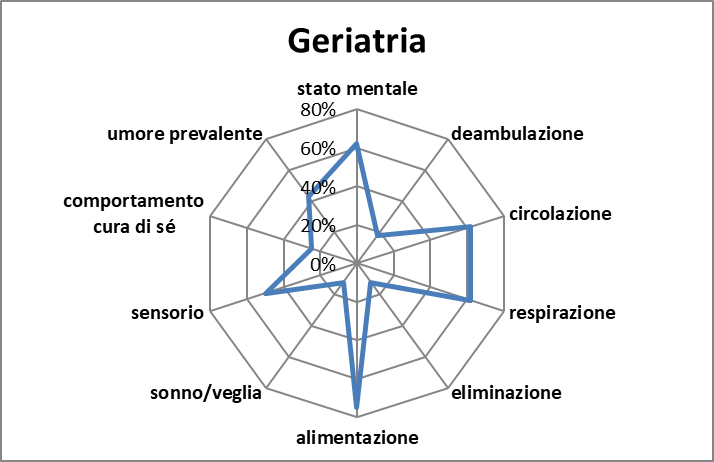 Geriatria
stato mentale
80%
60%
40%
20%
0%
deambulazione
circolazione
respirazione
eliminazione
alimentazione
sonno/veglia
sensorio
comportamento
cura di sé
umore prevalente